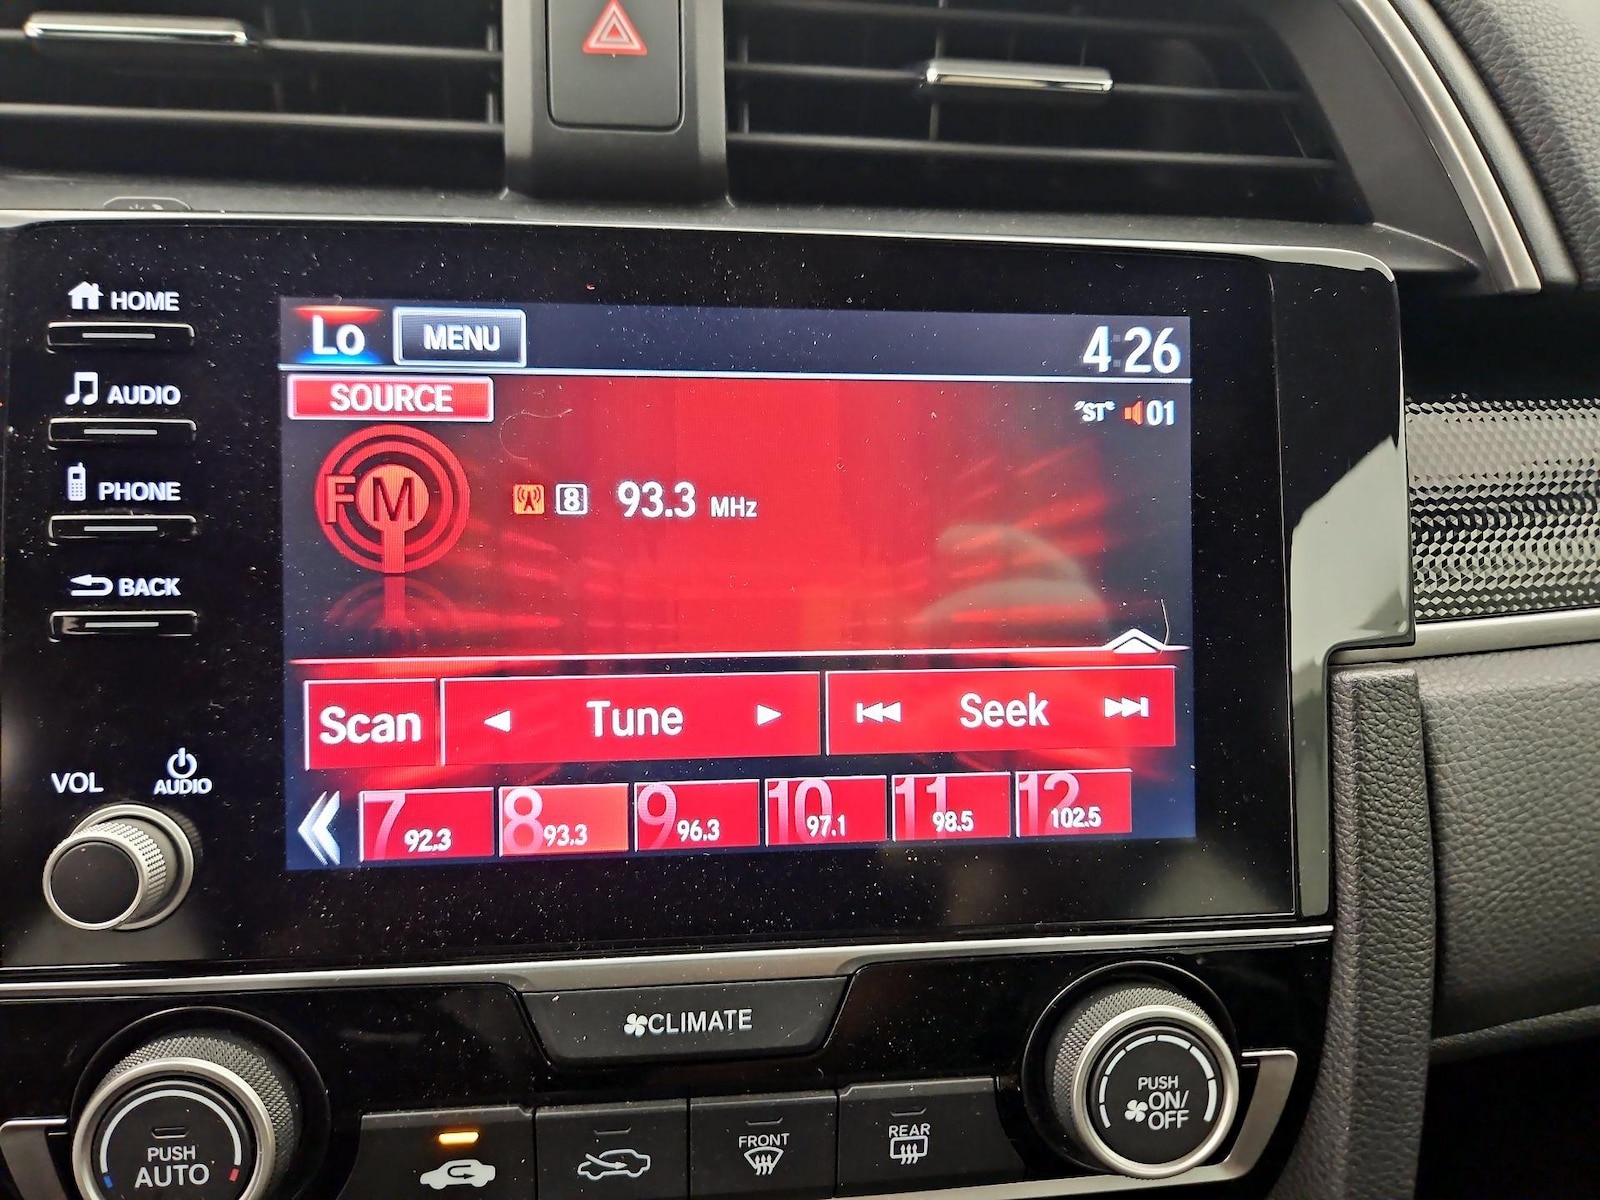 HOME
AUDIO
PHONE
BACK
VOL
AUDIO
Lo
MENU
4:26
SOURCE
"ST" 01
FM
8 93.3 MHz
Scan
Tune
Seek
7 92.3
8 93.3
9 96.3
10 97.1
11 98.5
12 102.5
CLIMATE
PUSH
AUTO
FRONT
REAR
PUSH
ON/
OFF